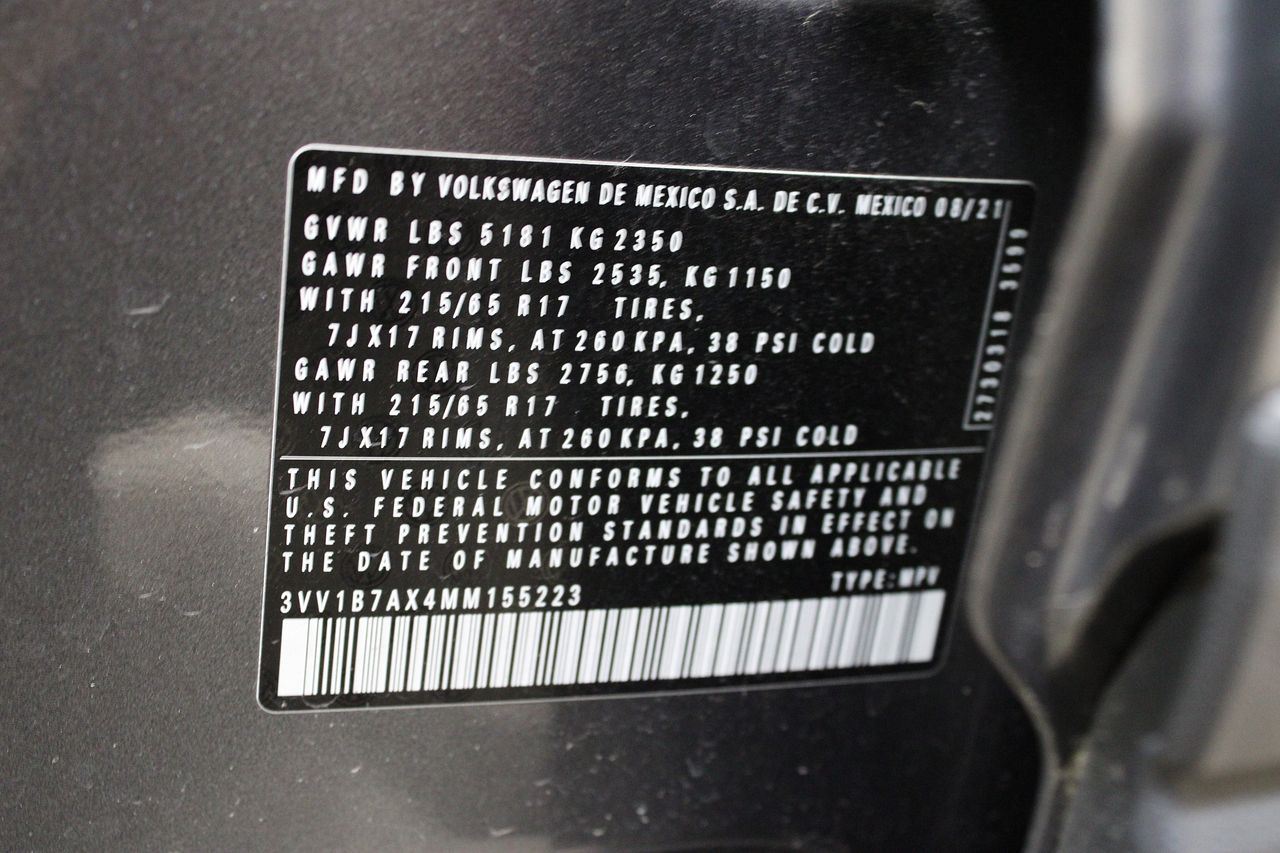 MFD BY VOLKSWAGEN DE MEXICO S.A. DE C.V. MEXICO 08/21
GVWR LBS 5181 KG 2350
GAWR FRONT LBS 2535, KG 1150
WITH 215/65 R17 TIRES,
7JX17 RIMS, AT 260 KPA, 38 PSI COLD
GAWR REAR LBS 2756, KG 1250
WITH 215/65 R17 TIRES,
7JX17 RIMS, AT 260 KPA, 38 PSI COLD
THIS VEHICLE CONFORMS TO ALL APPLICABLE
U.S. FEDERAL MOTOR VEHICLE SAFETY AND
THEFT PREVENTION STANDARDS IN EFFECT ON
THE DATE OF MANUFACTURE SHOWN ABOVE.
TYPE: MPV
3VV1B7AX4MM155223